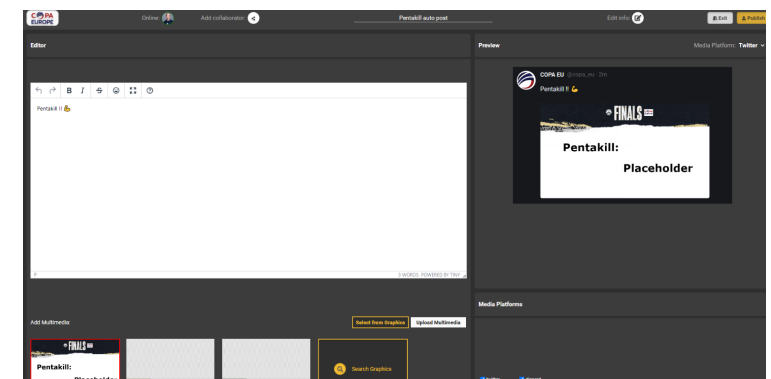 COPA
EUROPE
Online:
Add collaborator:
Pentakill auto post
Edit info:
Exit
Publish
Editor
Preview
Media Platform: Twitter
COPA EU @copa_eu · 2m
Pentakill !! 💪
FINALS
Pentakill:
Placeholder
B I S
Pentakill !! 💪
P
3 WORDS POWERED BY TINY
Media Platforms
Add Multimedia:
Select from Graphics
Upload Multimedia
FINALS
Pentakill:
Placeholder
Search Graphics